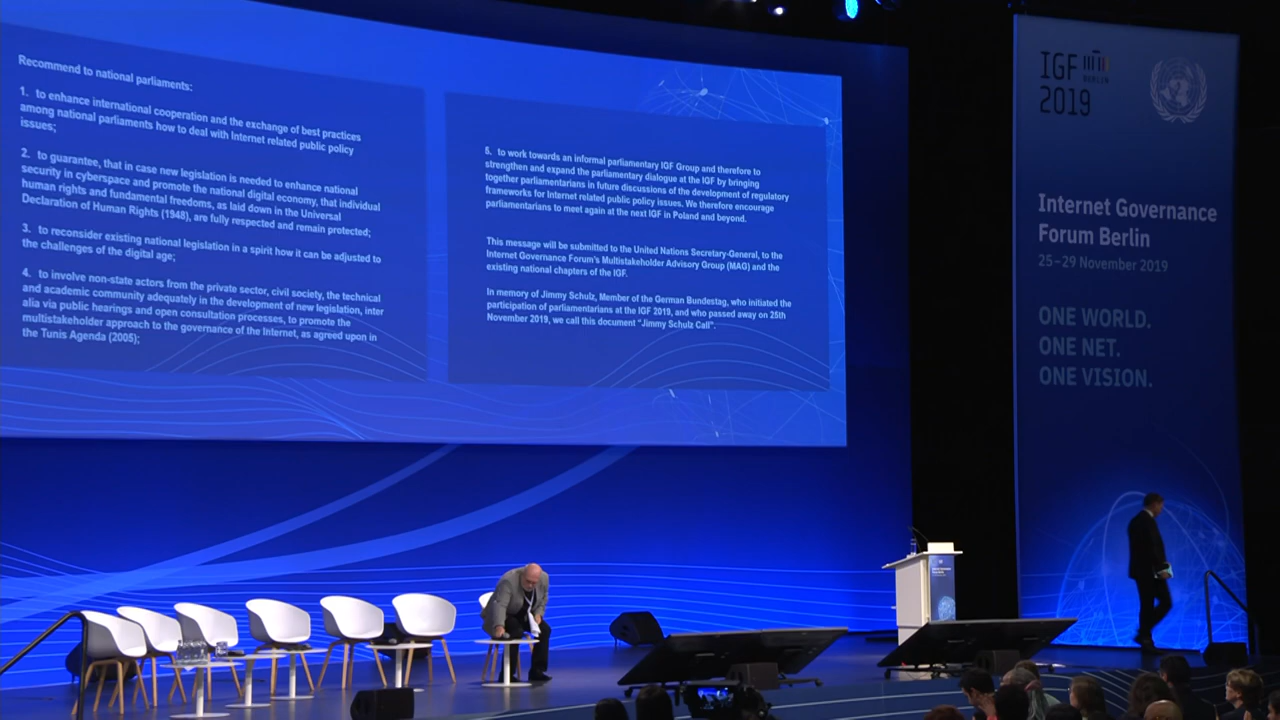 Recommend to national parliaments:
1. to enhance international cooperation and the exchange of best practices
among national parliaments how to deal with Internet related public policy
issues;
2. to guarantee, that in case new legislation is needed to enhance national
security in cyberspace and promote the national digital economy, that individual
human rights and fundamental freedoms, as laid down in the Universal
Declaration of Human Rights (1948), are fully respected and remain protected;
3. to reconsider existing national legislation in a spirit how it can be adjusted to
the challenges of the digital age;
4. to involve non-state actors from the private sector, civil society, the technical
and academic community adequately in the development of new legislation, inter
alia via public hearings and open consultation processes, to promote the
multistakeholder approach to the governance of the Internet, as agreed upon in
the Tunis Agenda (2005);
5. to work towards an informal parliamentary IGF Group and therefore to
strengthen and expand the parliamentary dialogue at the IGF by bringing
together parlamentarians in future discussions of the development of regulatory
frameworks for Internet related public policy issues. We therefore encourage
parliamentarians to meet again at the next IGF in Poland and beyond.
This message will be submitted to the United Nations Secretary-General, to the
Internet Governance Forum's Multistakeholder Advisory Group (MAG) and the
existing national chapters of the IGF.
In memory of Jimmy Schulz, Member of the German Bundestag, who initiated the
participation of parliamentarians at the IGF 2019, and who passed away on 25th
November 2019, we call this document "Jimmy Schulz Call".
IGF
BERLIN
2019
Internet Governance
Forum Berlin
25–29 November 2019
ONE WORLD.
ONE NET.
ONE VISION.